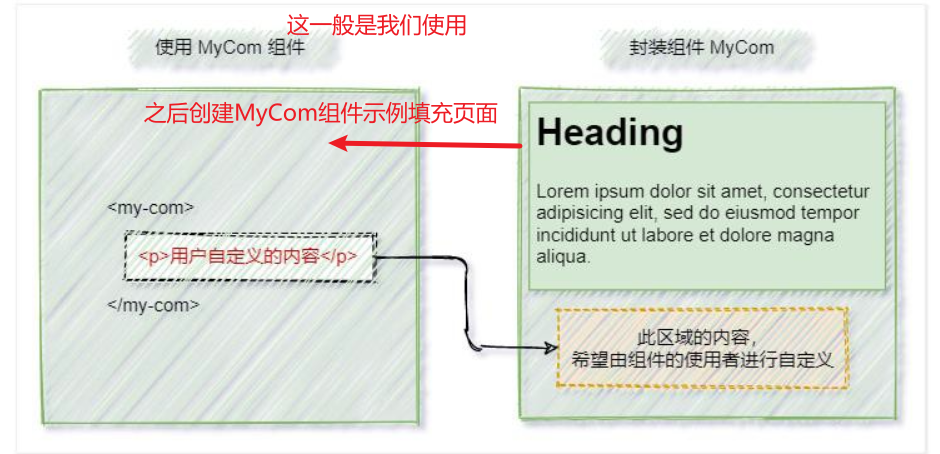 这一般是我们使用
使用 MyCom 组件
封装组件 MyCom
之后创建MyCom组件示例填充页面
<my-com>
<p>用户自定义的内容</p>
</my-com>
Heading
Lorem ipsum dolor sit amet, consectetur
adipisicing elit, sed do eiusmod tempor
incididunt ut labore et dolore magna
aliqua.
此区域的内容，
希望由组件的使用者进行自定义